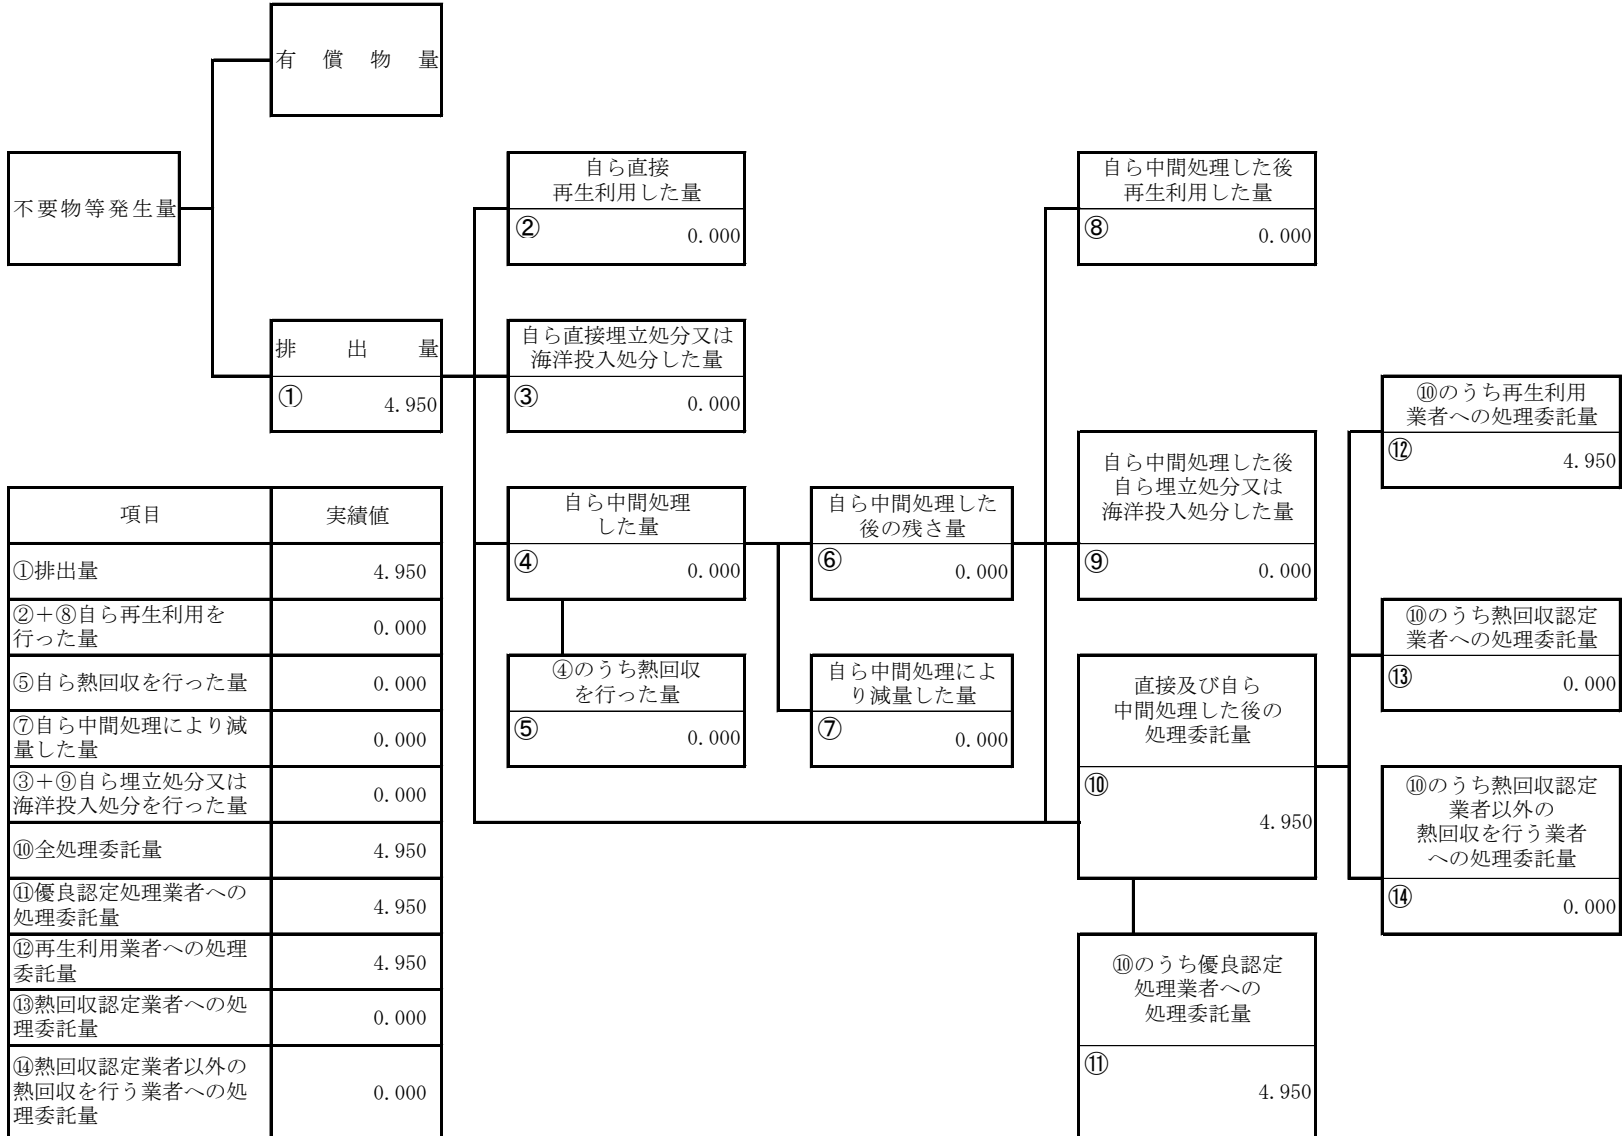 有償物量
不要物等発生量
排出量
① 4.950
自ら直接
再生利用した量
② 0.000
自ら直接埋立処分又は
海洋投入処分した量
③ 0.000
自ら中間処理
した量
④ 0.000
④のうち熱回収
を行った量
⑤ 0.000
自ら中間処理した
後の残さ量
⑥ 0.000
自ら中間処理によ
り減量した量
⑦ 0.000
自ら中間処理した後
再生利用した量
⑧ 0.000
自ら中間処理した後
自ら埋立処分又は
海洋投入処分した量
⑨ 0.000
直接及び自ら
中間処理した後の
処理委託量
⑩
4.950
⑩のうち優良認定
処理業者への
処理委託量
⑪
4.950
⑩のうち再生利用
業者への処理委託量
⑫ 4.950
⑩のうち熱回収認定
業者への処理委託量
⑬ 0.000
⑩のうち熱回収認定
業者以外の
熱回収を行う業者
への処理委託量
⑭ 0.000
項目 実績値
①排出量 4.950
②+⑧自ら再生利用を
行った量 0.000
⑤自ら熱回収を行った量 0.000
⑦自ら中間処理により減
量した量 0.000
③+⑨自ら埋立処分又は
海洋投入処分を行った量 0.000
⑩全処理委託量 4.950
⑪優良認定処理業者への
処理委託量 4.950
⑫再生利用業者への処理
委託量 4.950
⑬熱回収認定業者への処
理委託量 0.000
⑭熱回収認定業者以外の
熱回収を行う業者への処
理委託量 0.000